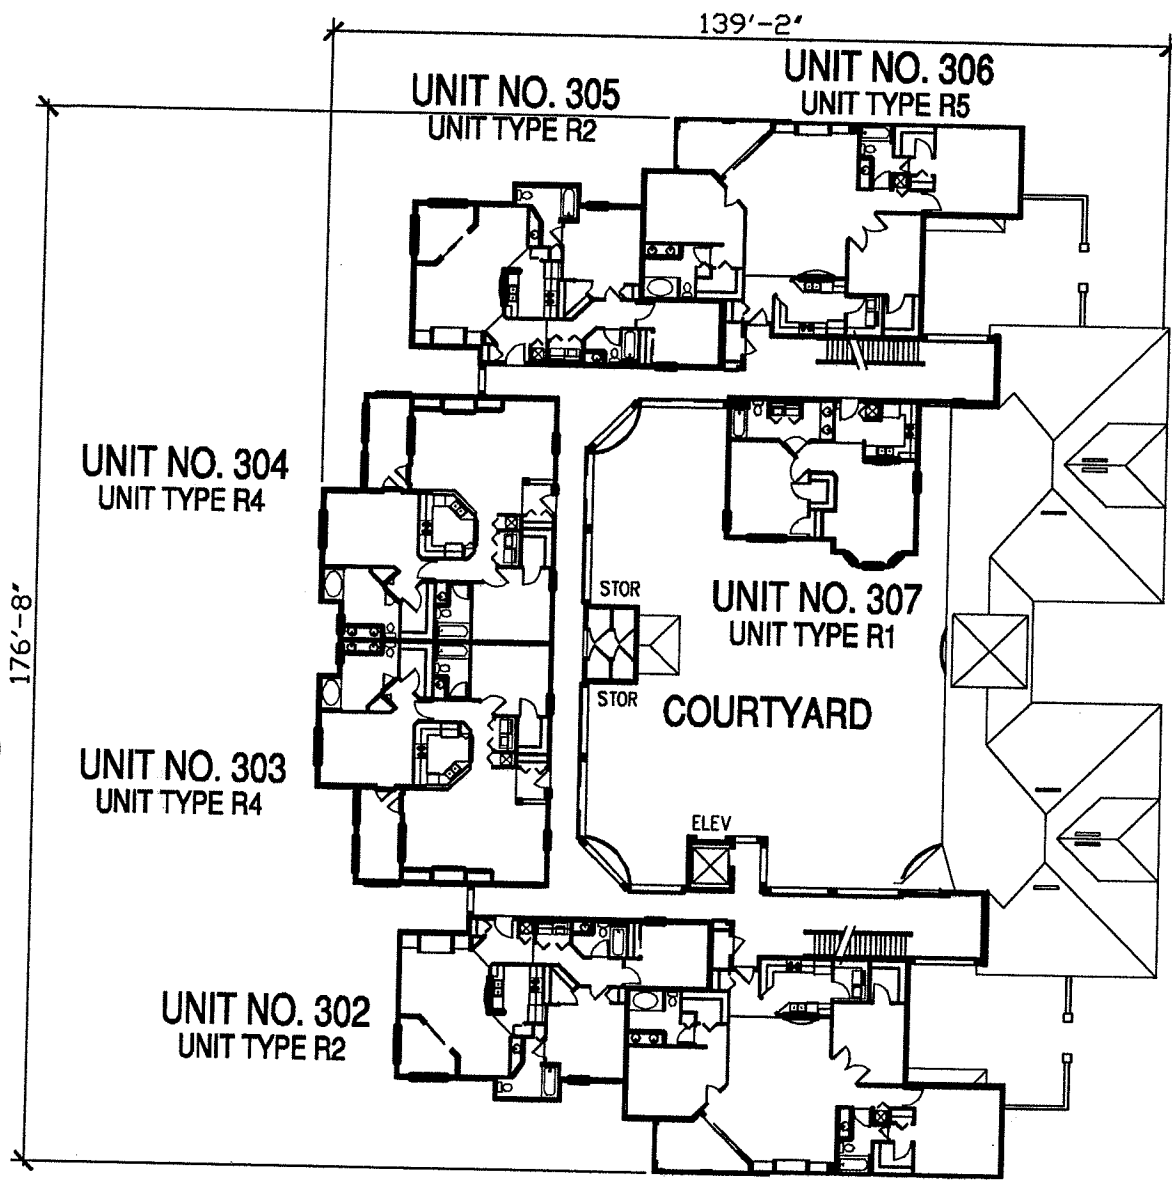 139'-2"
UNIT NO. 306
UNIT TYPE R5
UNIT NO. 305
UNIT TYPE R2
UNIT NO. 304
UNIT TYPE R4
STOR
UNIT NO. 307
UNIT TYPE R1
176'-8"
STOR
COURTYARD
UNIT NO. 303
UNIT TYPE R4
ELEV
UNIT NO. 302
UNIT TYPE R2